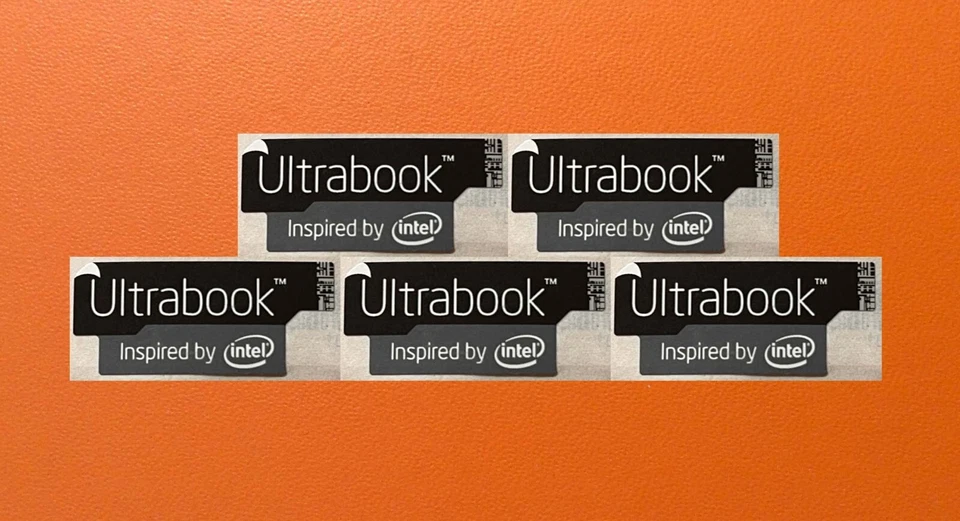 Ultrabook™ Ultrabook™
Inspired by intel Inspired by intel
Ultrabook™ Ultrabook™ Ultrabook™
Inspired by intel Inspired by intel Inspired by intel